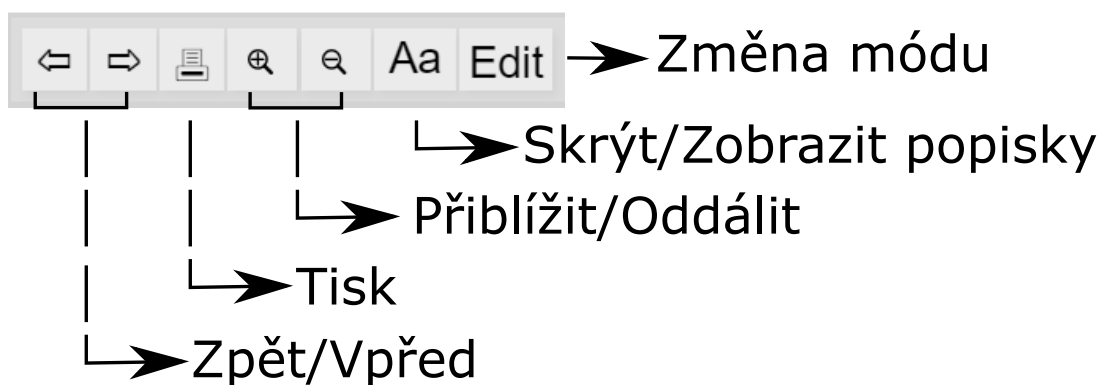 Aa Edit Změna módu
Skrýt/Zobrazit popisky
Přiblížit/Oddálit
Tisk
Zpět/Vpřed